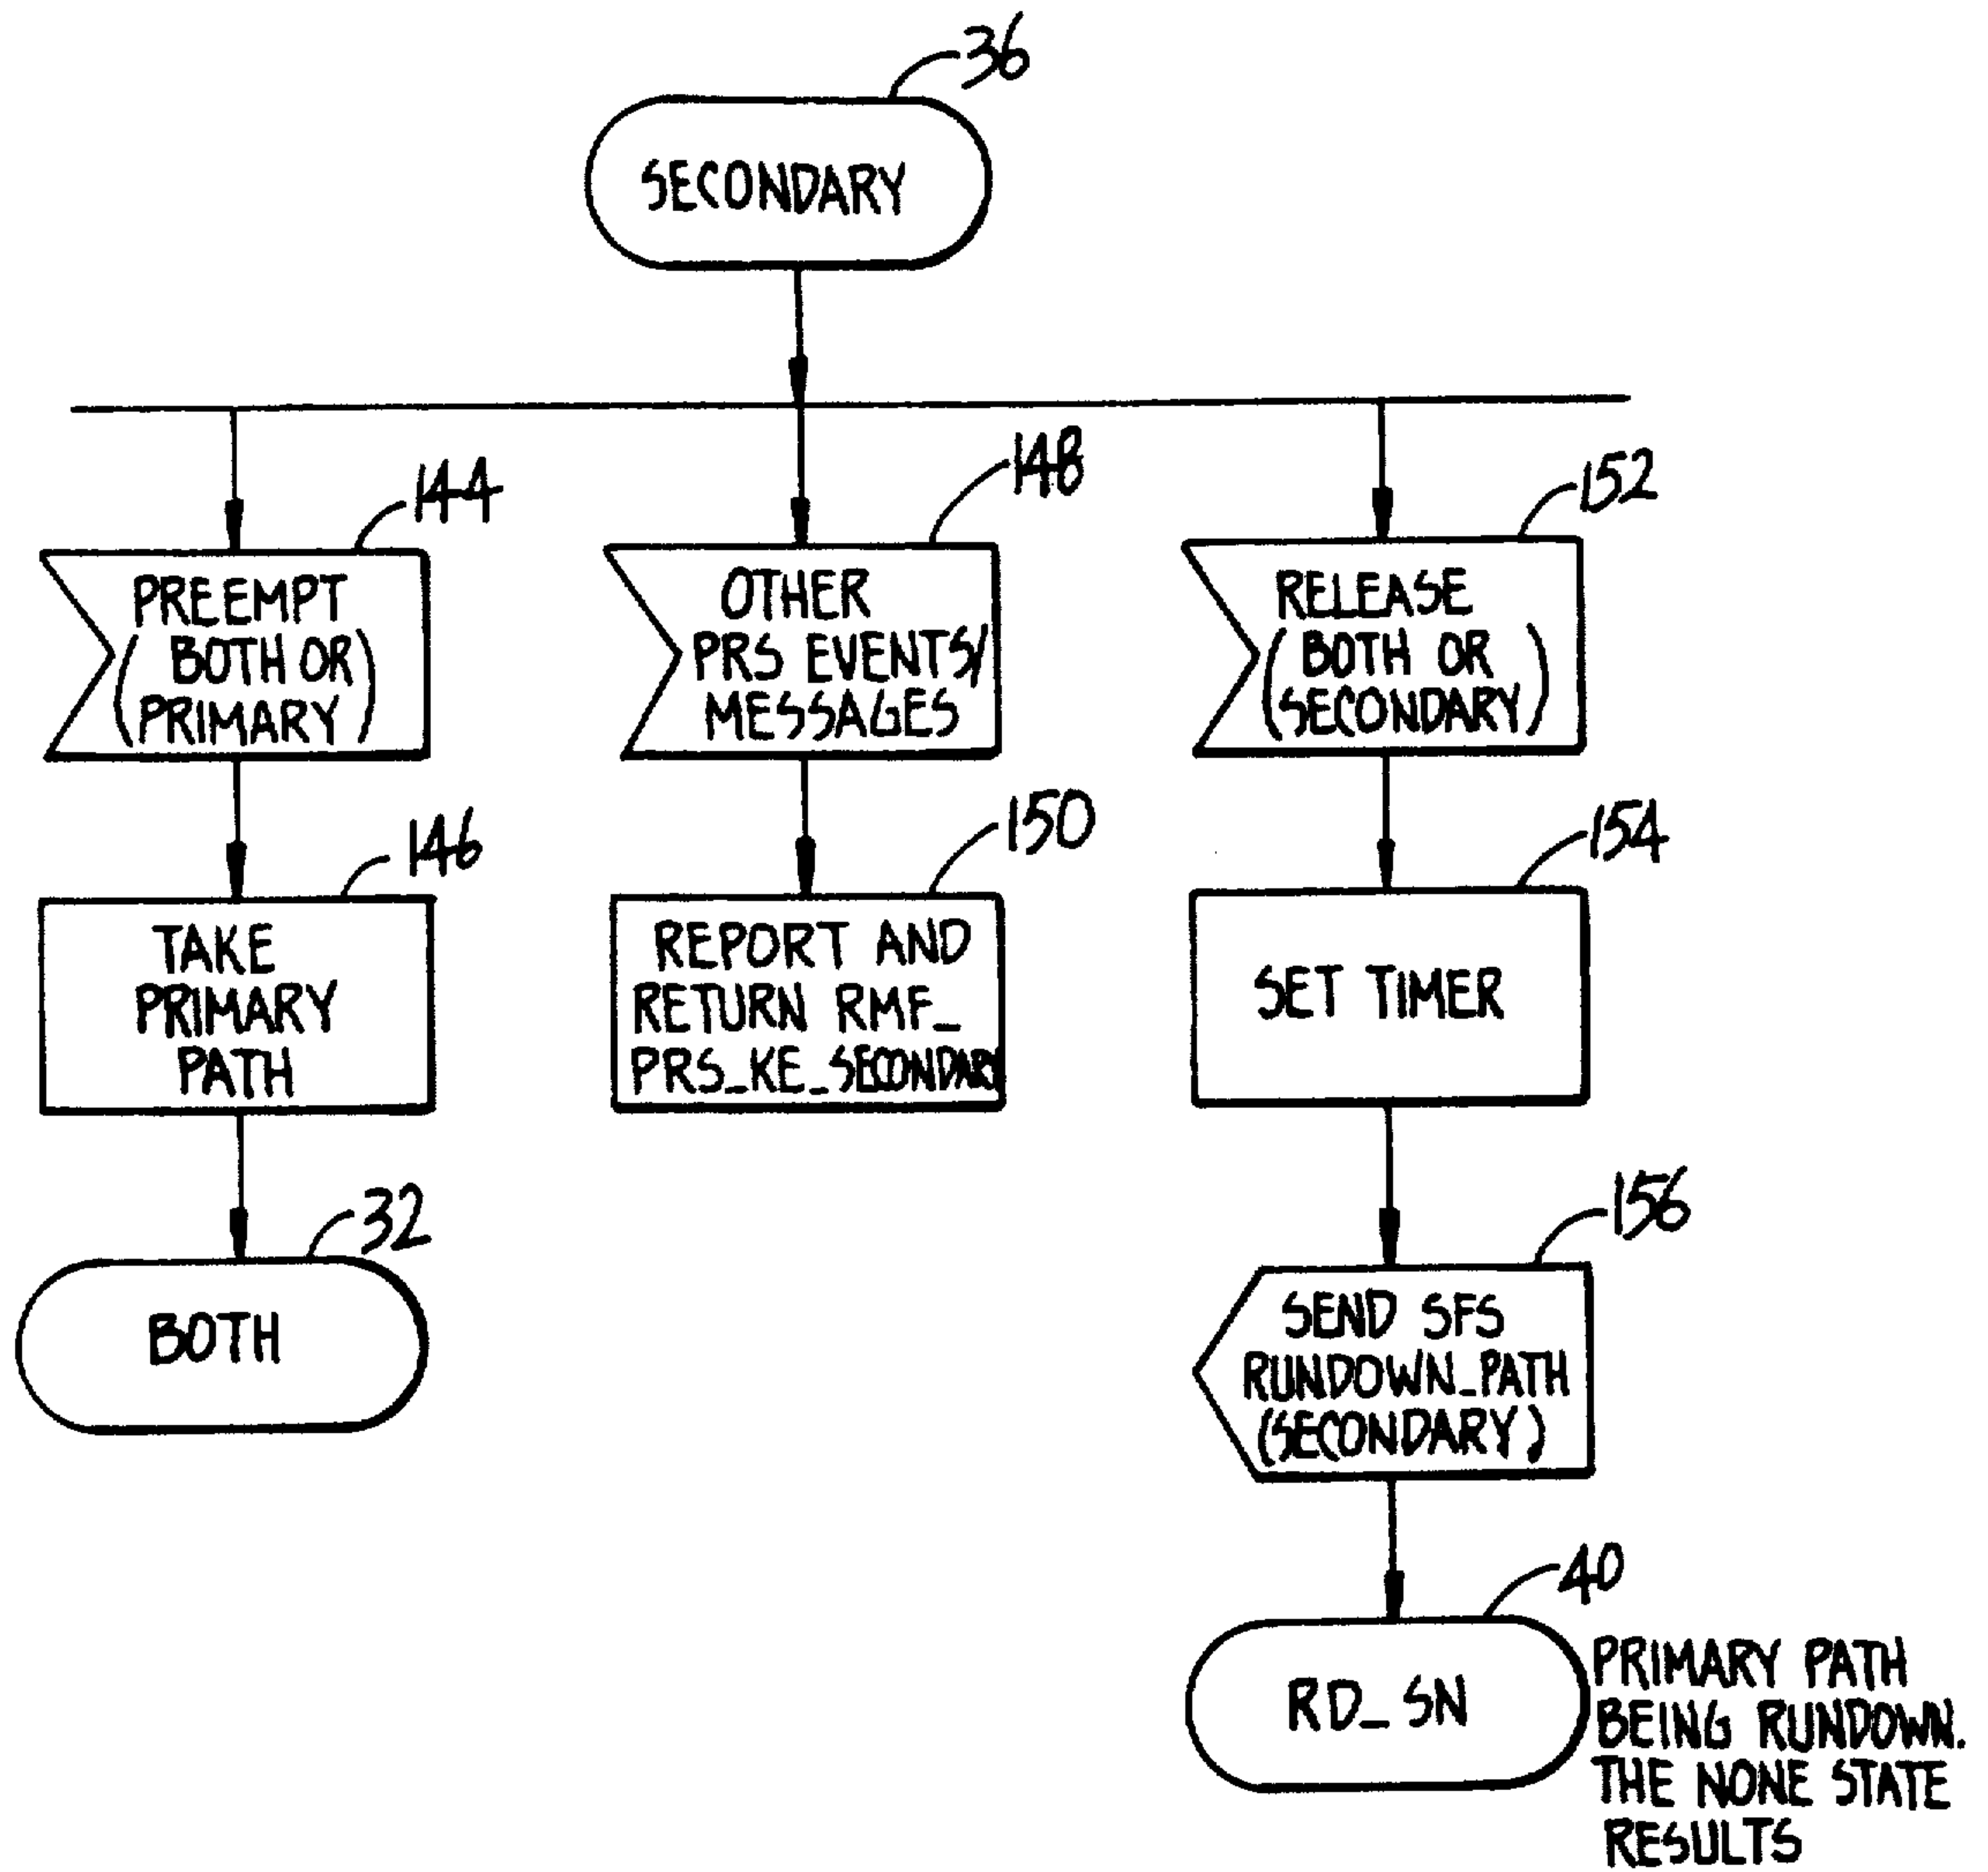 36
SECONDARY
144
PREEMPT
( BOTH OR )
( PRIMARY )
148
OTHER
PRS EVENTS/
MESSAGES
152
RELEASE
( BOTH OR )
( SECONDARY )
146
TAKE
PRIMARY
PATH
150
REPORT AND
RETURN RMF_
PRS_KE_SECONDARY
154
SET TIMER
32
BOTH
156
SEND SFS
RUNDOWN_PATH
(SECONDARY)
40
RD_SN
PRIMARY PATH
BEING RUNDOWN.
THE NONE STATE
RESULTS